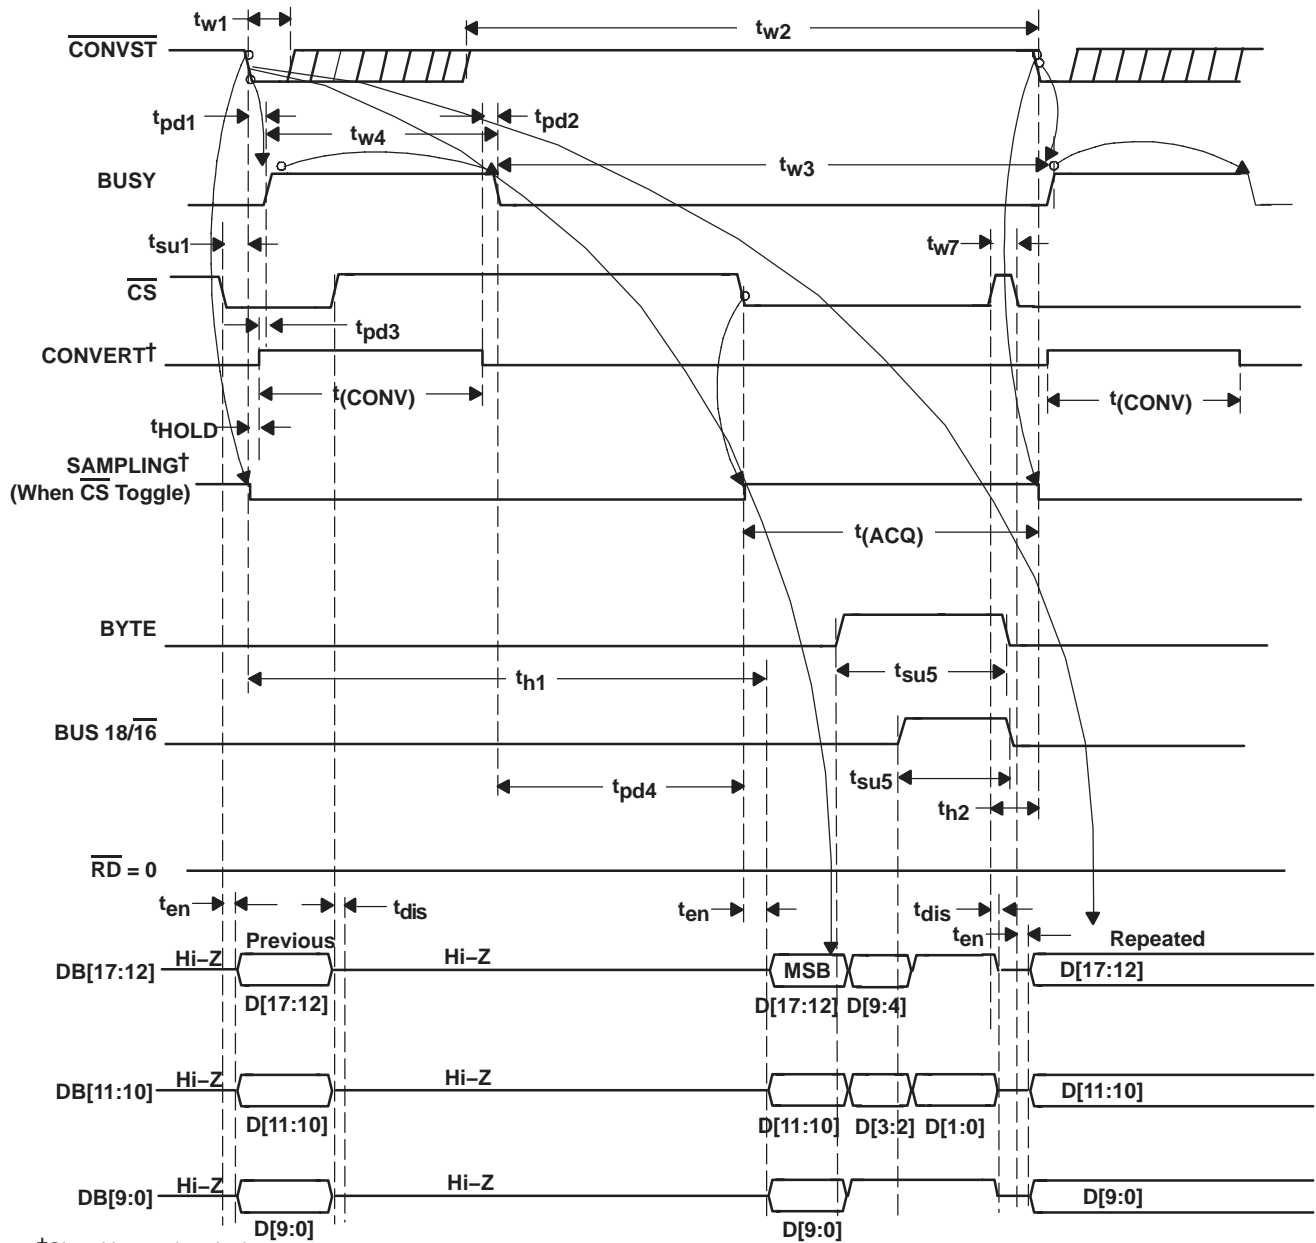 tw1
tw2
CONVST
tpd1
tw4
tpd2
BUSY
tw3
tsu1
tw7
CS
tpd3
CONVERT†
t(CONV)
t(CONV)
tHOLD
SAMPLING†
(When CS Toggle)
t(ACQ)
BYTE
th1
tsu5
BUS 18/16
tpd4
tsu5
th2
RD = 0
ten
tdis
ten
tdis
ten
Previous
Repeated
DB[17:12]
Hi–Z
Hi–Z
MSB
D[17:12]
D[17:12]
D[17:12]
D[9:4]
DB[11:10]
Hi–Z
Hi–Z
D[11:10]
D[11:10]
D[11:10]
D[3:2]
D[1:0]
DB[9:0]
Hi–Z
Hi–Z
D[9:0]
D[9:0]
D[9:0]